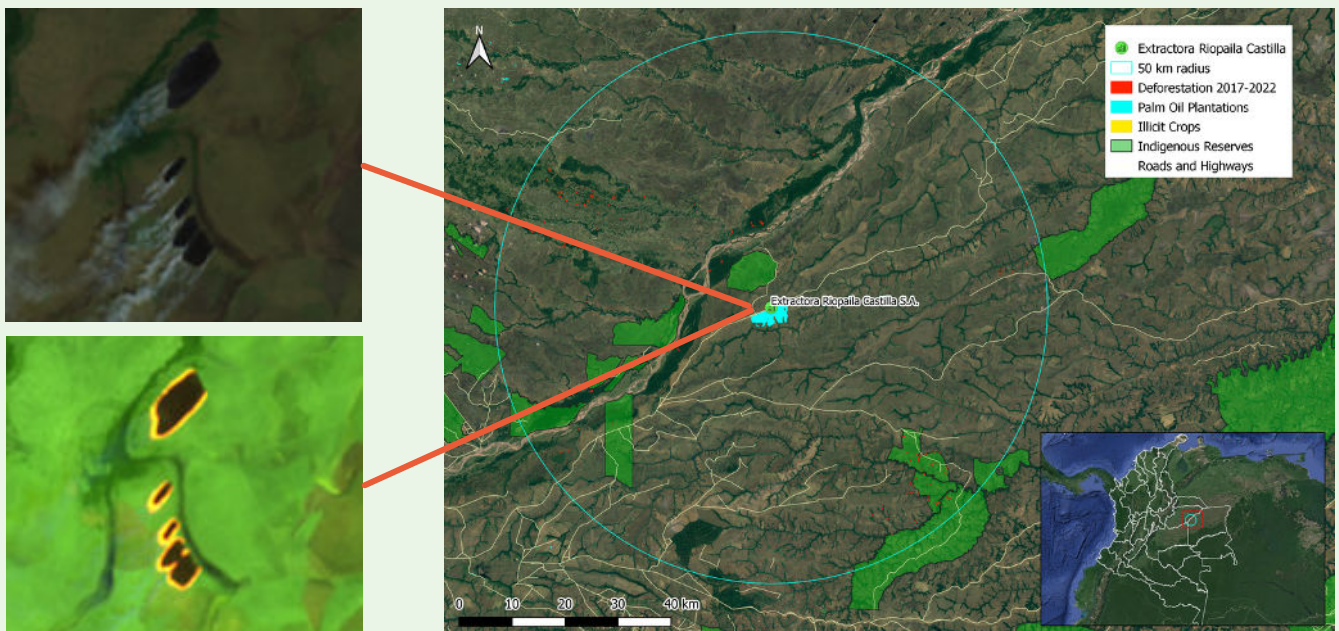 N
Extractora Riopaila Castilla
50 km radius
Deforestation 2017-2022
Palm Oil Plantations
Illicit Crops
Indigenous Reserves
Roads and Highways
Extractora Riopaila Castilla S.A.
0 10 20 30 40 km